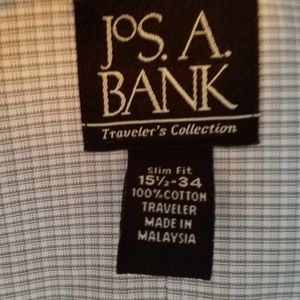 JoS. A.
BANK
Traveler's Collection
Slim Fit
15½-34
100%COTTON
TRAVELER
MADE IN
MALAYSIA